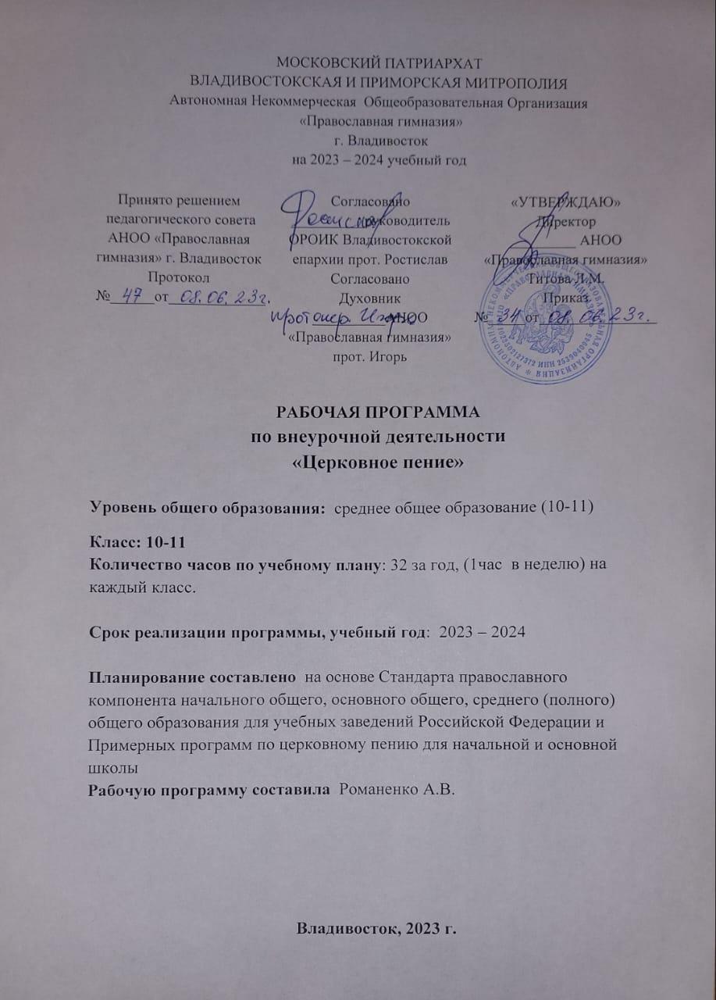 МОСКОВСКИЙ ПАТРИАРХАТ
ВЛАДИВОСТОКСКАЯ И ПРИМОРСКАЯ МИТРОПОЛИЯ
Автономная Некоммерческая Общеобразовательная Организация
«Православная гимназия»
г. Владивосток
на 2023 – 2024 учебный год
Принято решением
педагогического совета
АНОО «Православная
гимназия» г. Владивосток
Протокол
№ 47 от 08.06.23г.
Согласовано
руководитель
ОРОИК Владивостокской
епархии прот. Ростислав
Согласовано
Духовник
протоиер. Игорь АНОО
«Православная гимназия»
прот. Игорь
«УТВЕРЖДАЮ»
Директор
АНОО
«Православная гимназия»
Титова Л.М.
Приказ
№ 34 от 08.06.23г.
РАБОЧАЯ ПРОГРАММА
по внеурочной деятельности
«Церковное пение»
Уровень общего образования: среднее общее образование (10-11)
Класс: 10-11
Количество часов по учебному плану: 32 за год, (1час в неделю) на
каждый класс.
Срок реализации программы, учебный год: 2023 – 2024
Планирование составлено на основе Стандарта православного
компонента начального общего, основного общего, среднего (полного)
общего образования для учебных заведений Российской Федерации и
Примерных программ по церковному пению для начальной и основной
школы
Рабочую программу составила Романенко А.В.
Владивосток, 2023 г.